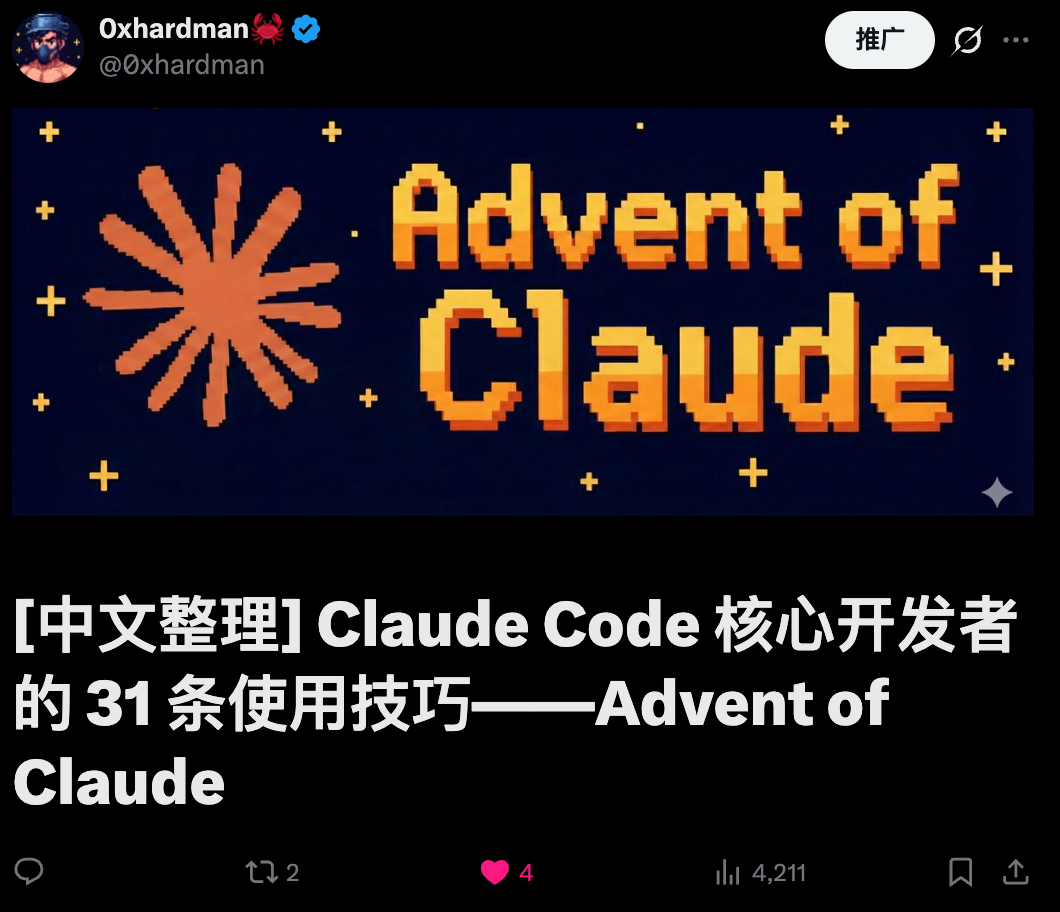 0xhardman🦀
@0xhardman
推广
Advent of
Claude
[中文整理] Claude Code 核心开发者
的 31 条使用技巧——Advent of
Claude
2
4
4,211